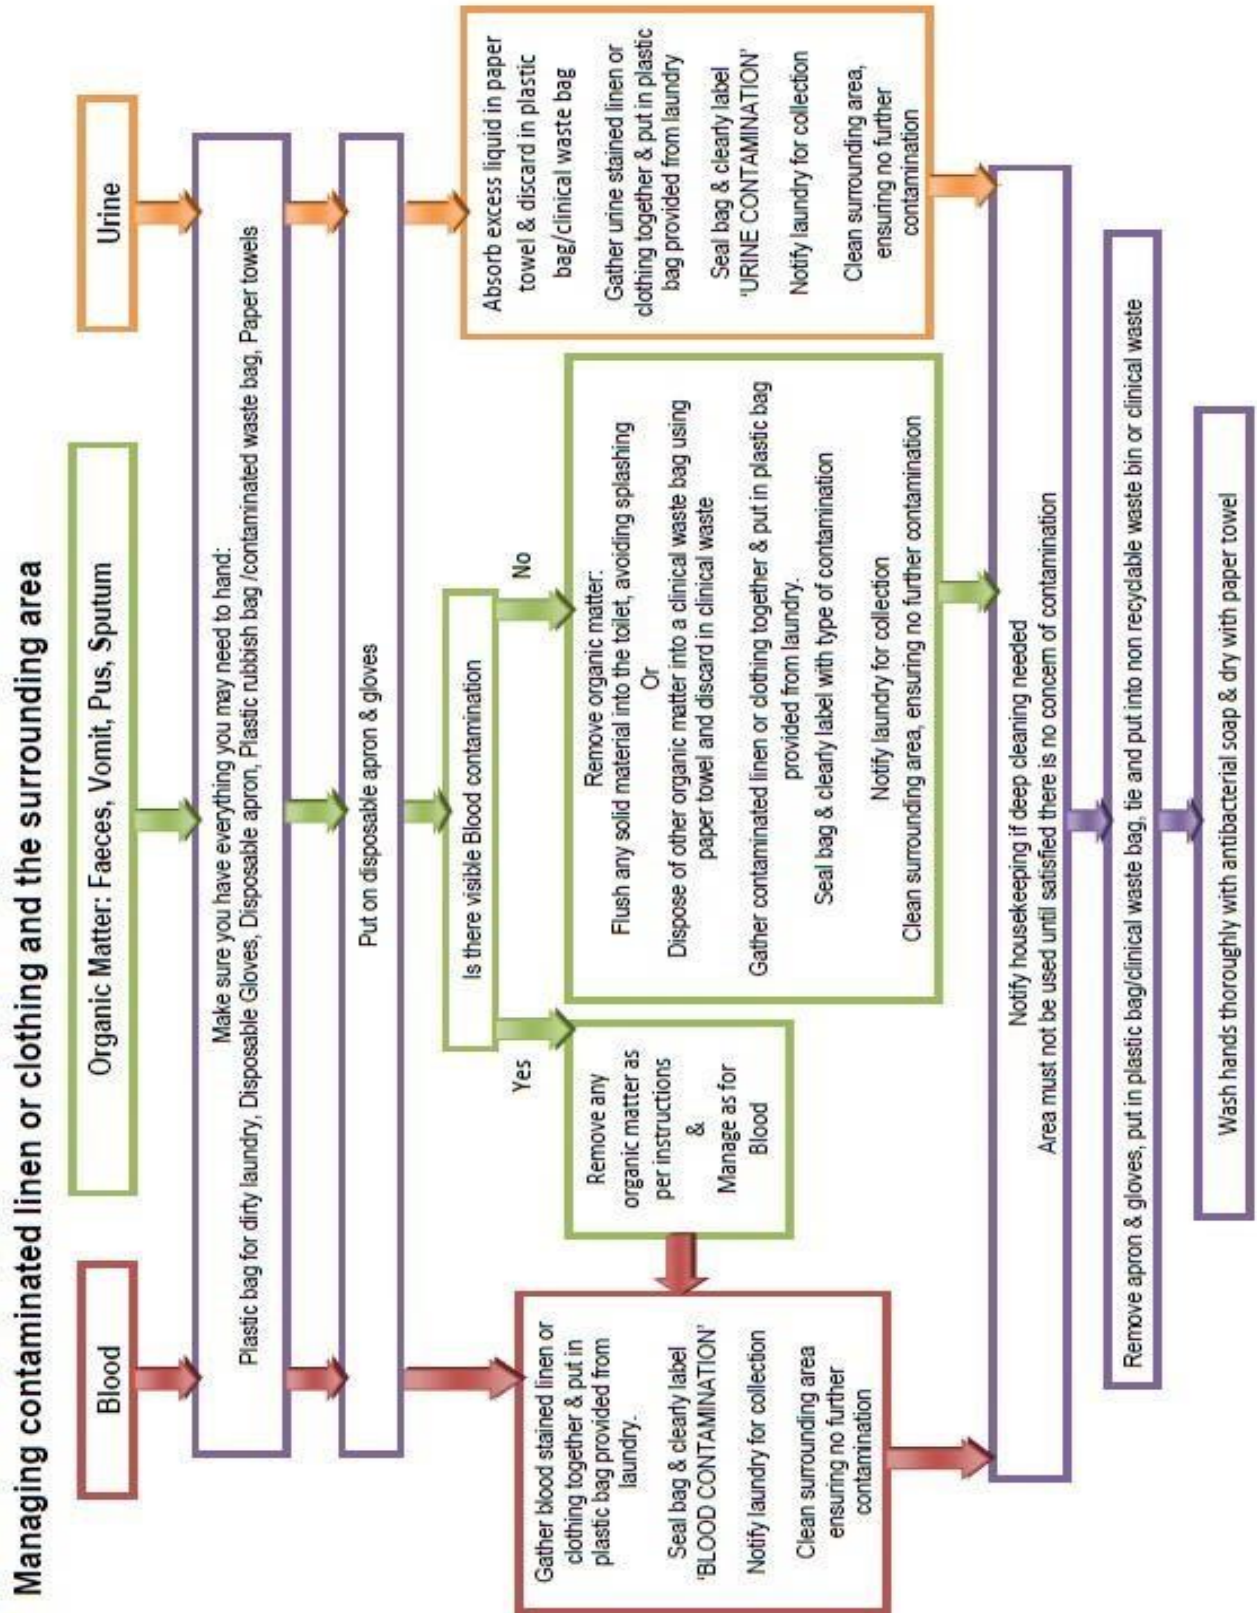 Managing contaminated linen or clothing and the surrounding area
Blood
Organic Matter: Faeces, Vomit, Pus, Sputum
Urine
Make sure you have everything you may need to hand:
Plastic bag for dirty laundry, Disposable Gloves, Disposable apron, Plastic rubbish bag /contaminated waste bag, Paper towels
Put on disposable apron & gloves
Is there visible Blood contamination
Yes
No
Gather blood stained linen or
clothing together & put in
plastic bag provided from
laundry.
Seal bag & clearly label
'BLOOD CONTAMINATION'
Notify laundry for collection
Clean surrounding area
ensuring no further
contamination
Remove any
organic matter as
per instructions
&
Manage as for
Blood
Remove organic matter:
Flush any solid material into the toilet, avoiding splashing
Or
Dispose of other organic matter into a clinical waste bag using
paper towel and discard in clinical waste
Gather contaminated linen or clothing together & put in plastic bag
provided from laundry.
Seal bag & clearly label with type of contamination
Notify laundry for collection
Clean surrounding area, ensuring no further contamination
Absorb excess liquid in paper
towel & discard in plastic
bag/clinical waste bag
Gather urine stained linen or
clothing together & put in plastic
bag provided from laundry
Seal bag & clearly label
'URINE CONTAMINATION'
Notify laundry for collection
Clean surrounding area,
ensuring no further
contamination
Notify housekeeping if deep cleaning needed
Area must not be used until satisfied there is no concern of contamination
Remove apron & gloves, put in plastic bag/clinical waste bag, tie and put into non recyclable waste bin or clinical waste
Wash hands thoroughly with antibacterial soap & dry with paper towel